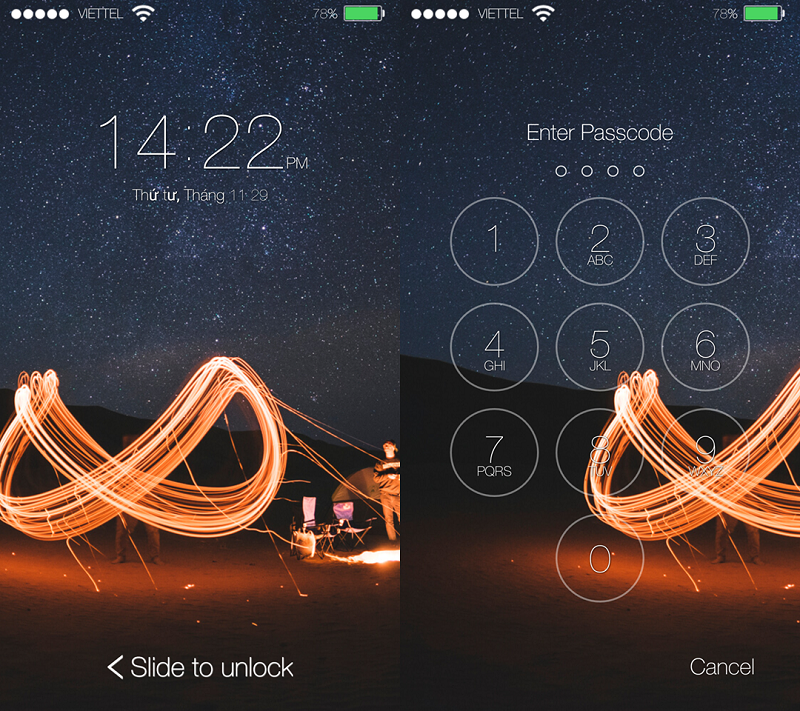 VIETTEL
78%
14:22 PM
Thứ tư, Tháng 11 29
< Slide to unlock
VIETTEL
78%
Enter Passcode
1
2
ABC
3
DEF
4
GHI
5
JKL
6
MNO
7
PQRS
8
TUV
9
WXYZ
0
Cancel